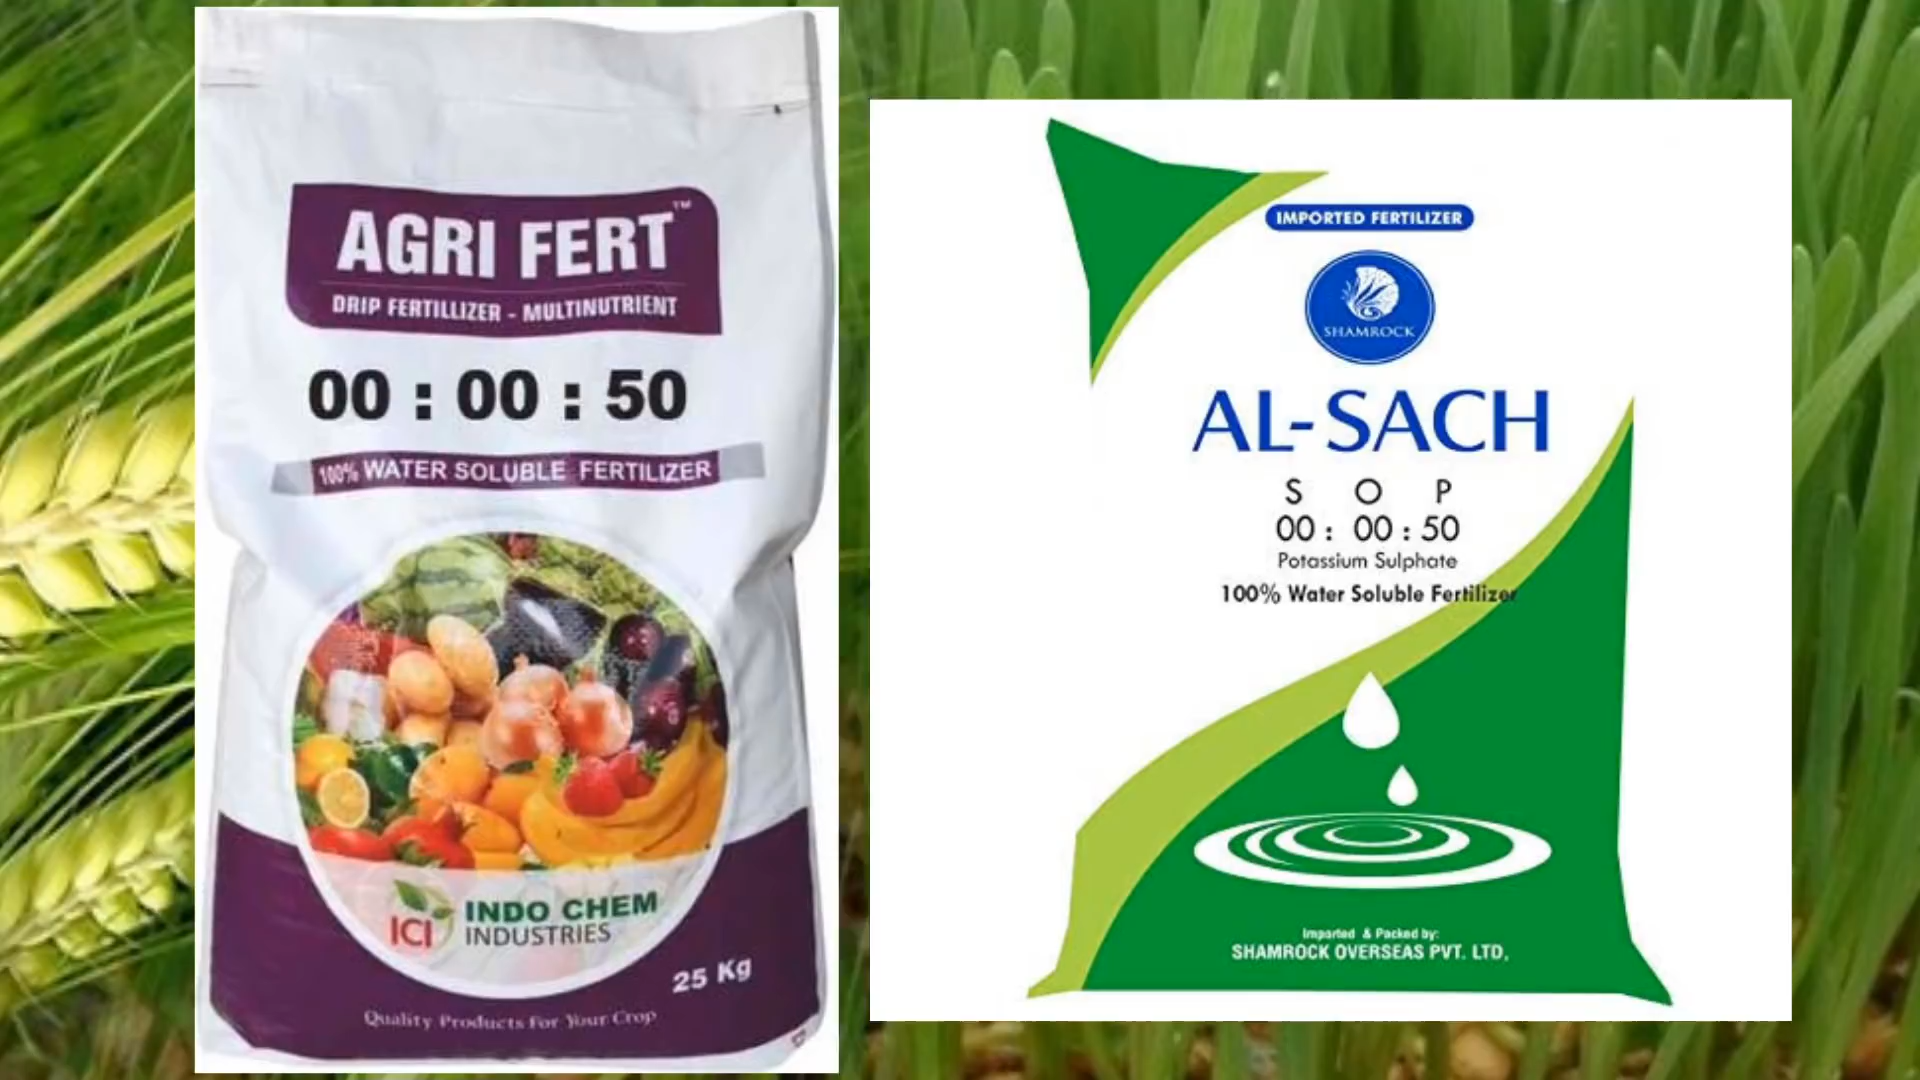 AGRI FERT™
DRIP FERTILLIZER - MULTINUTRIENT
00 : 00 : 50
100% WATER SOLUBLE FERTILIZER
ICI
INDO CHEM
INDUSTRIES
25 Kg
Quality Products For Your Crop
IMPORTED FERTILIZER
SHAMROCK
AL-SACH
S O P
00 : 00 : 50
Potassium Sulphate
100% Water Soluble Fertilizer
Imported & Packed by:
SHAMROCK OVERSEAS PVT. LTD,